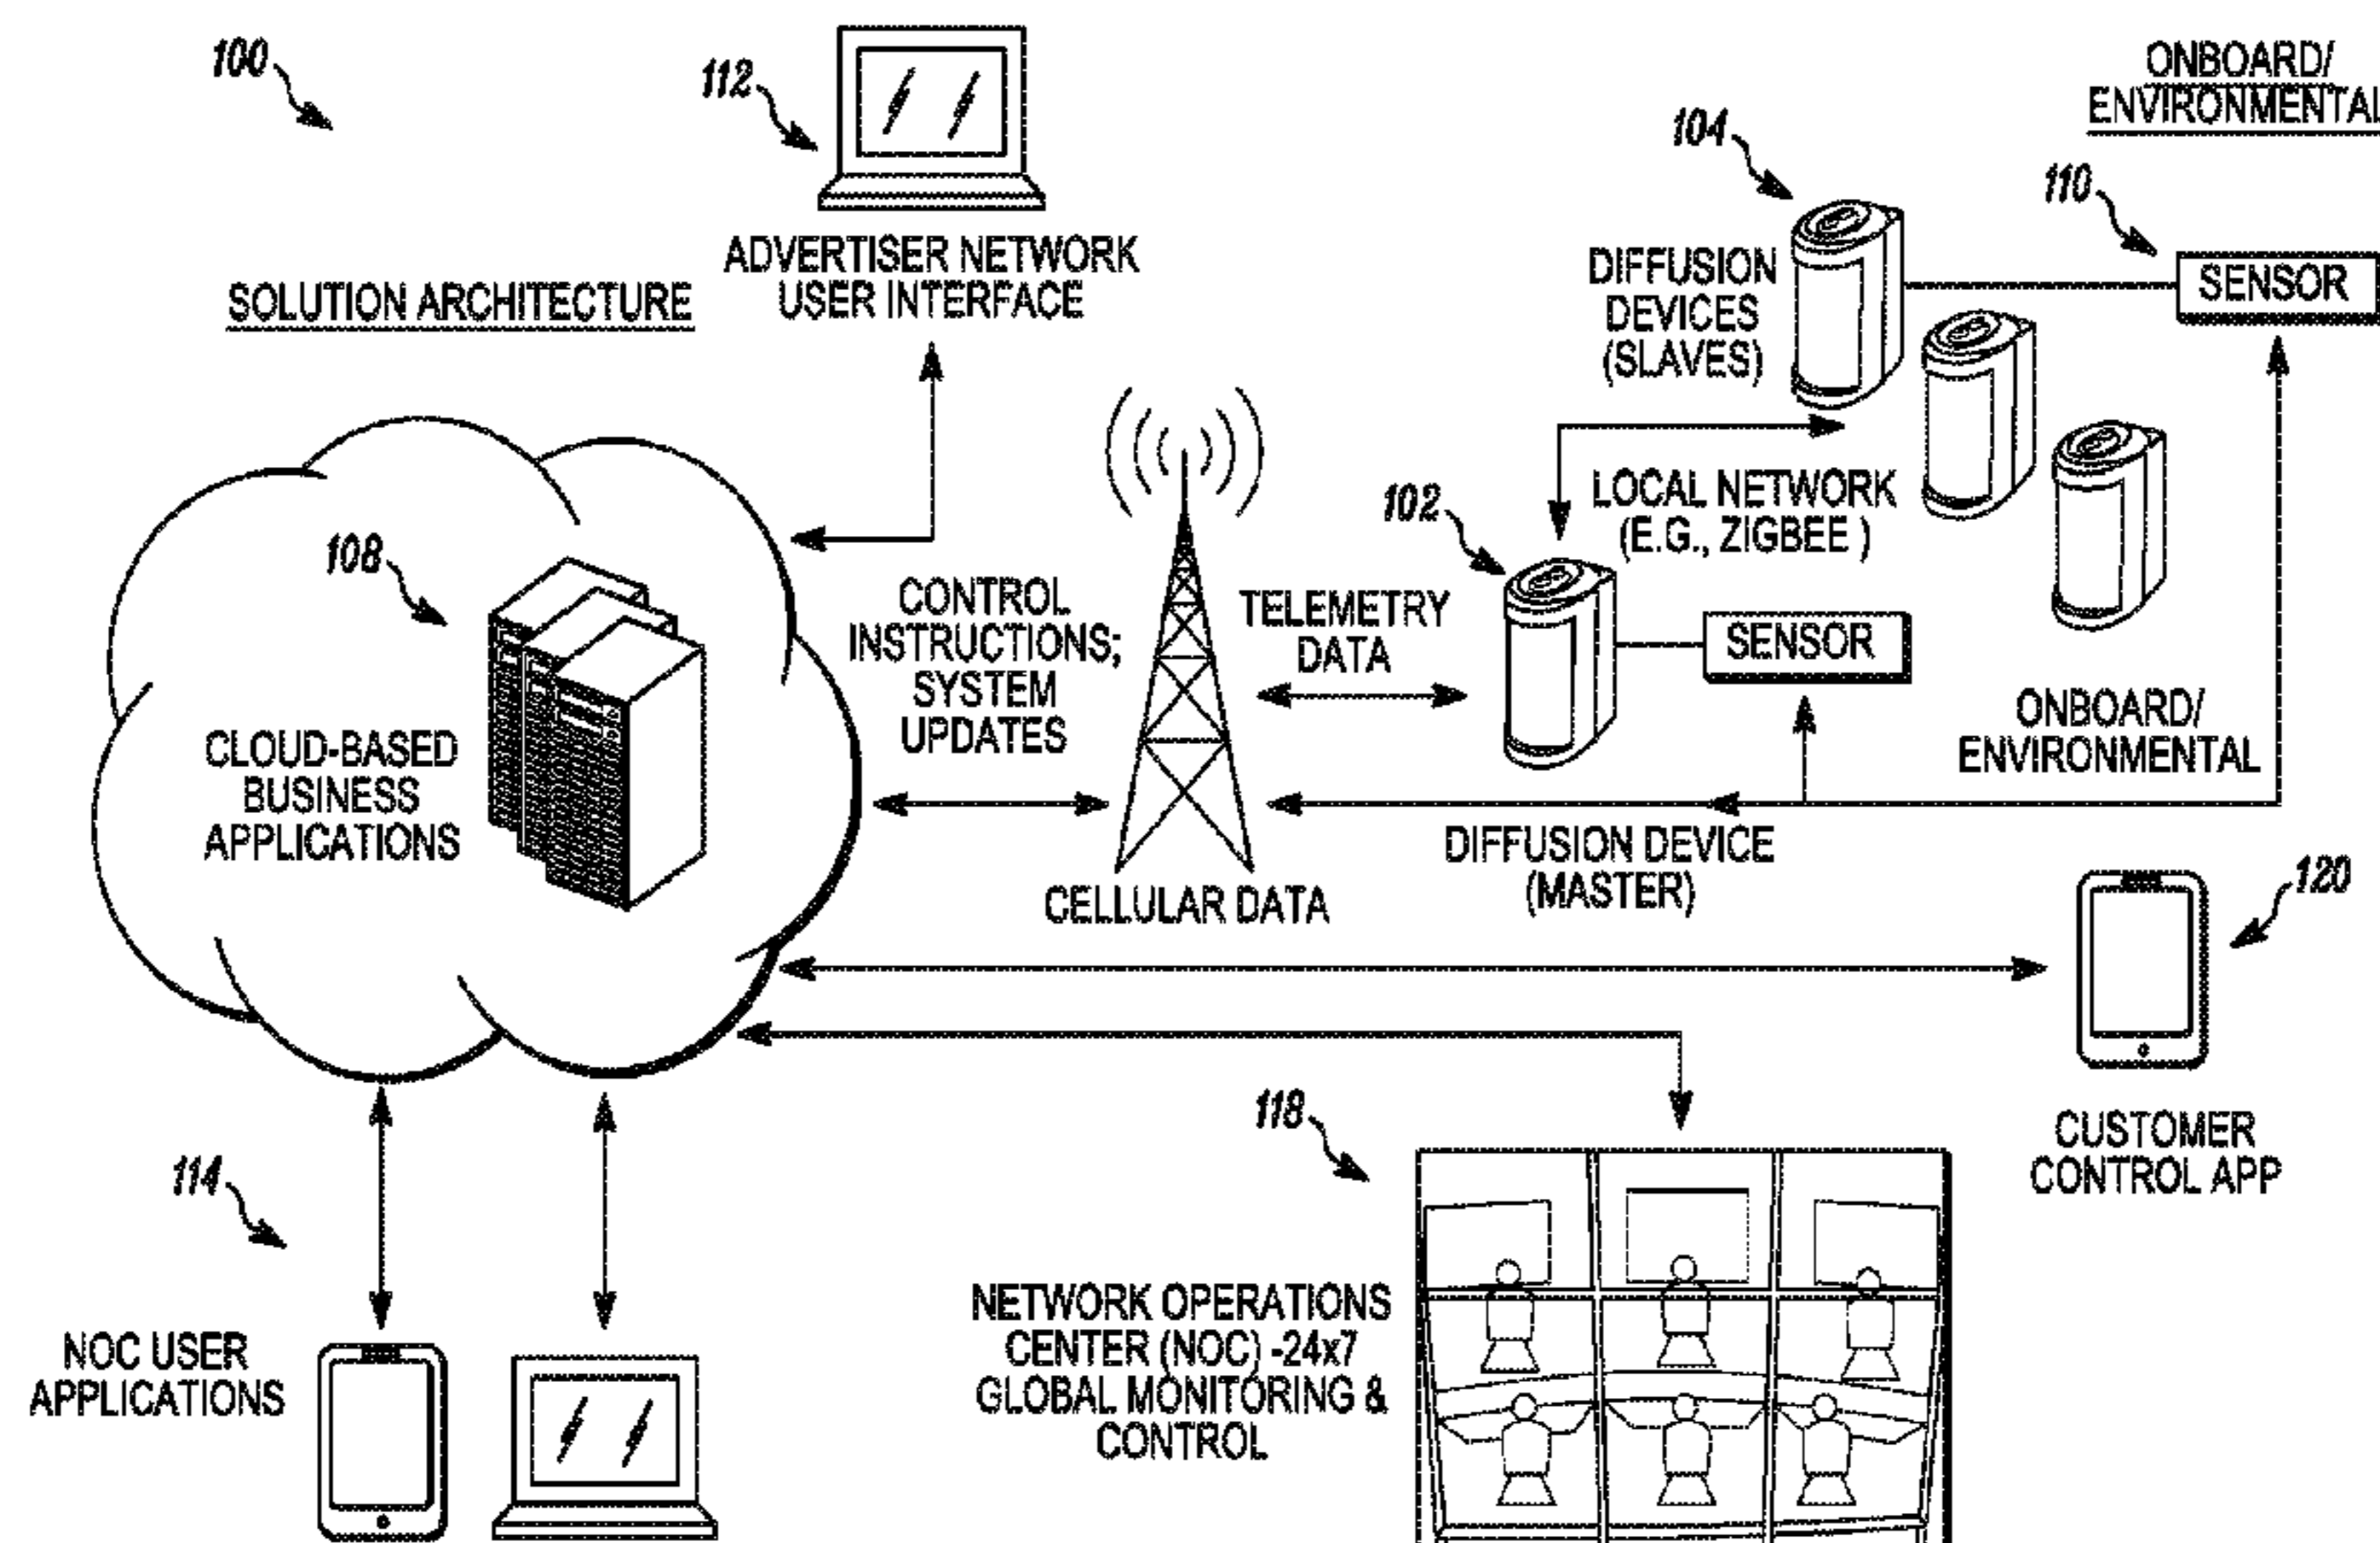 100
112
ADVERTISER NETWORK
USER INTERFACE
SOLUTION ARCHITECTURE
104
DIFFUSION
DEVICES
(SLAVES)
ONBOARD/
ENVIRONMENTAL
110
SENSOR
LOCAL NETWORK
(E.G., ZIGBEE )
102
SENSOR
TELEMETRY
DATA
CONTROL
INSTRUCTIONS;
SYSTEM
UPDATES
108
CLOUD-BASED
BUSINESS
APPLICATIONS
ONBOARD/
ENVIRONMENTAL
DIFFUSION DEVICE
(MASTER)
CELLULAR DATA
120
CUSTOMER
CONTROL APP
118
NETWORK OPERATIONS
CENTER (NOC) -24x7
GLOBAL MONITORING &
CONTROL
114
NOC USER
APPLICATIONS